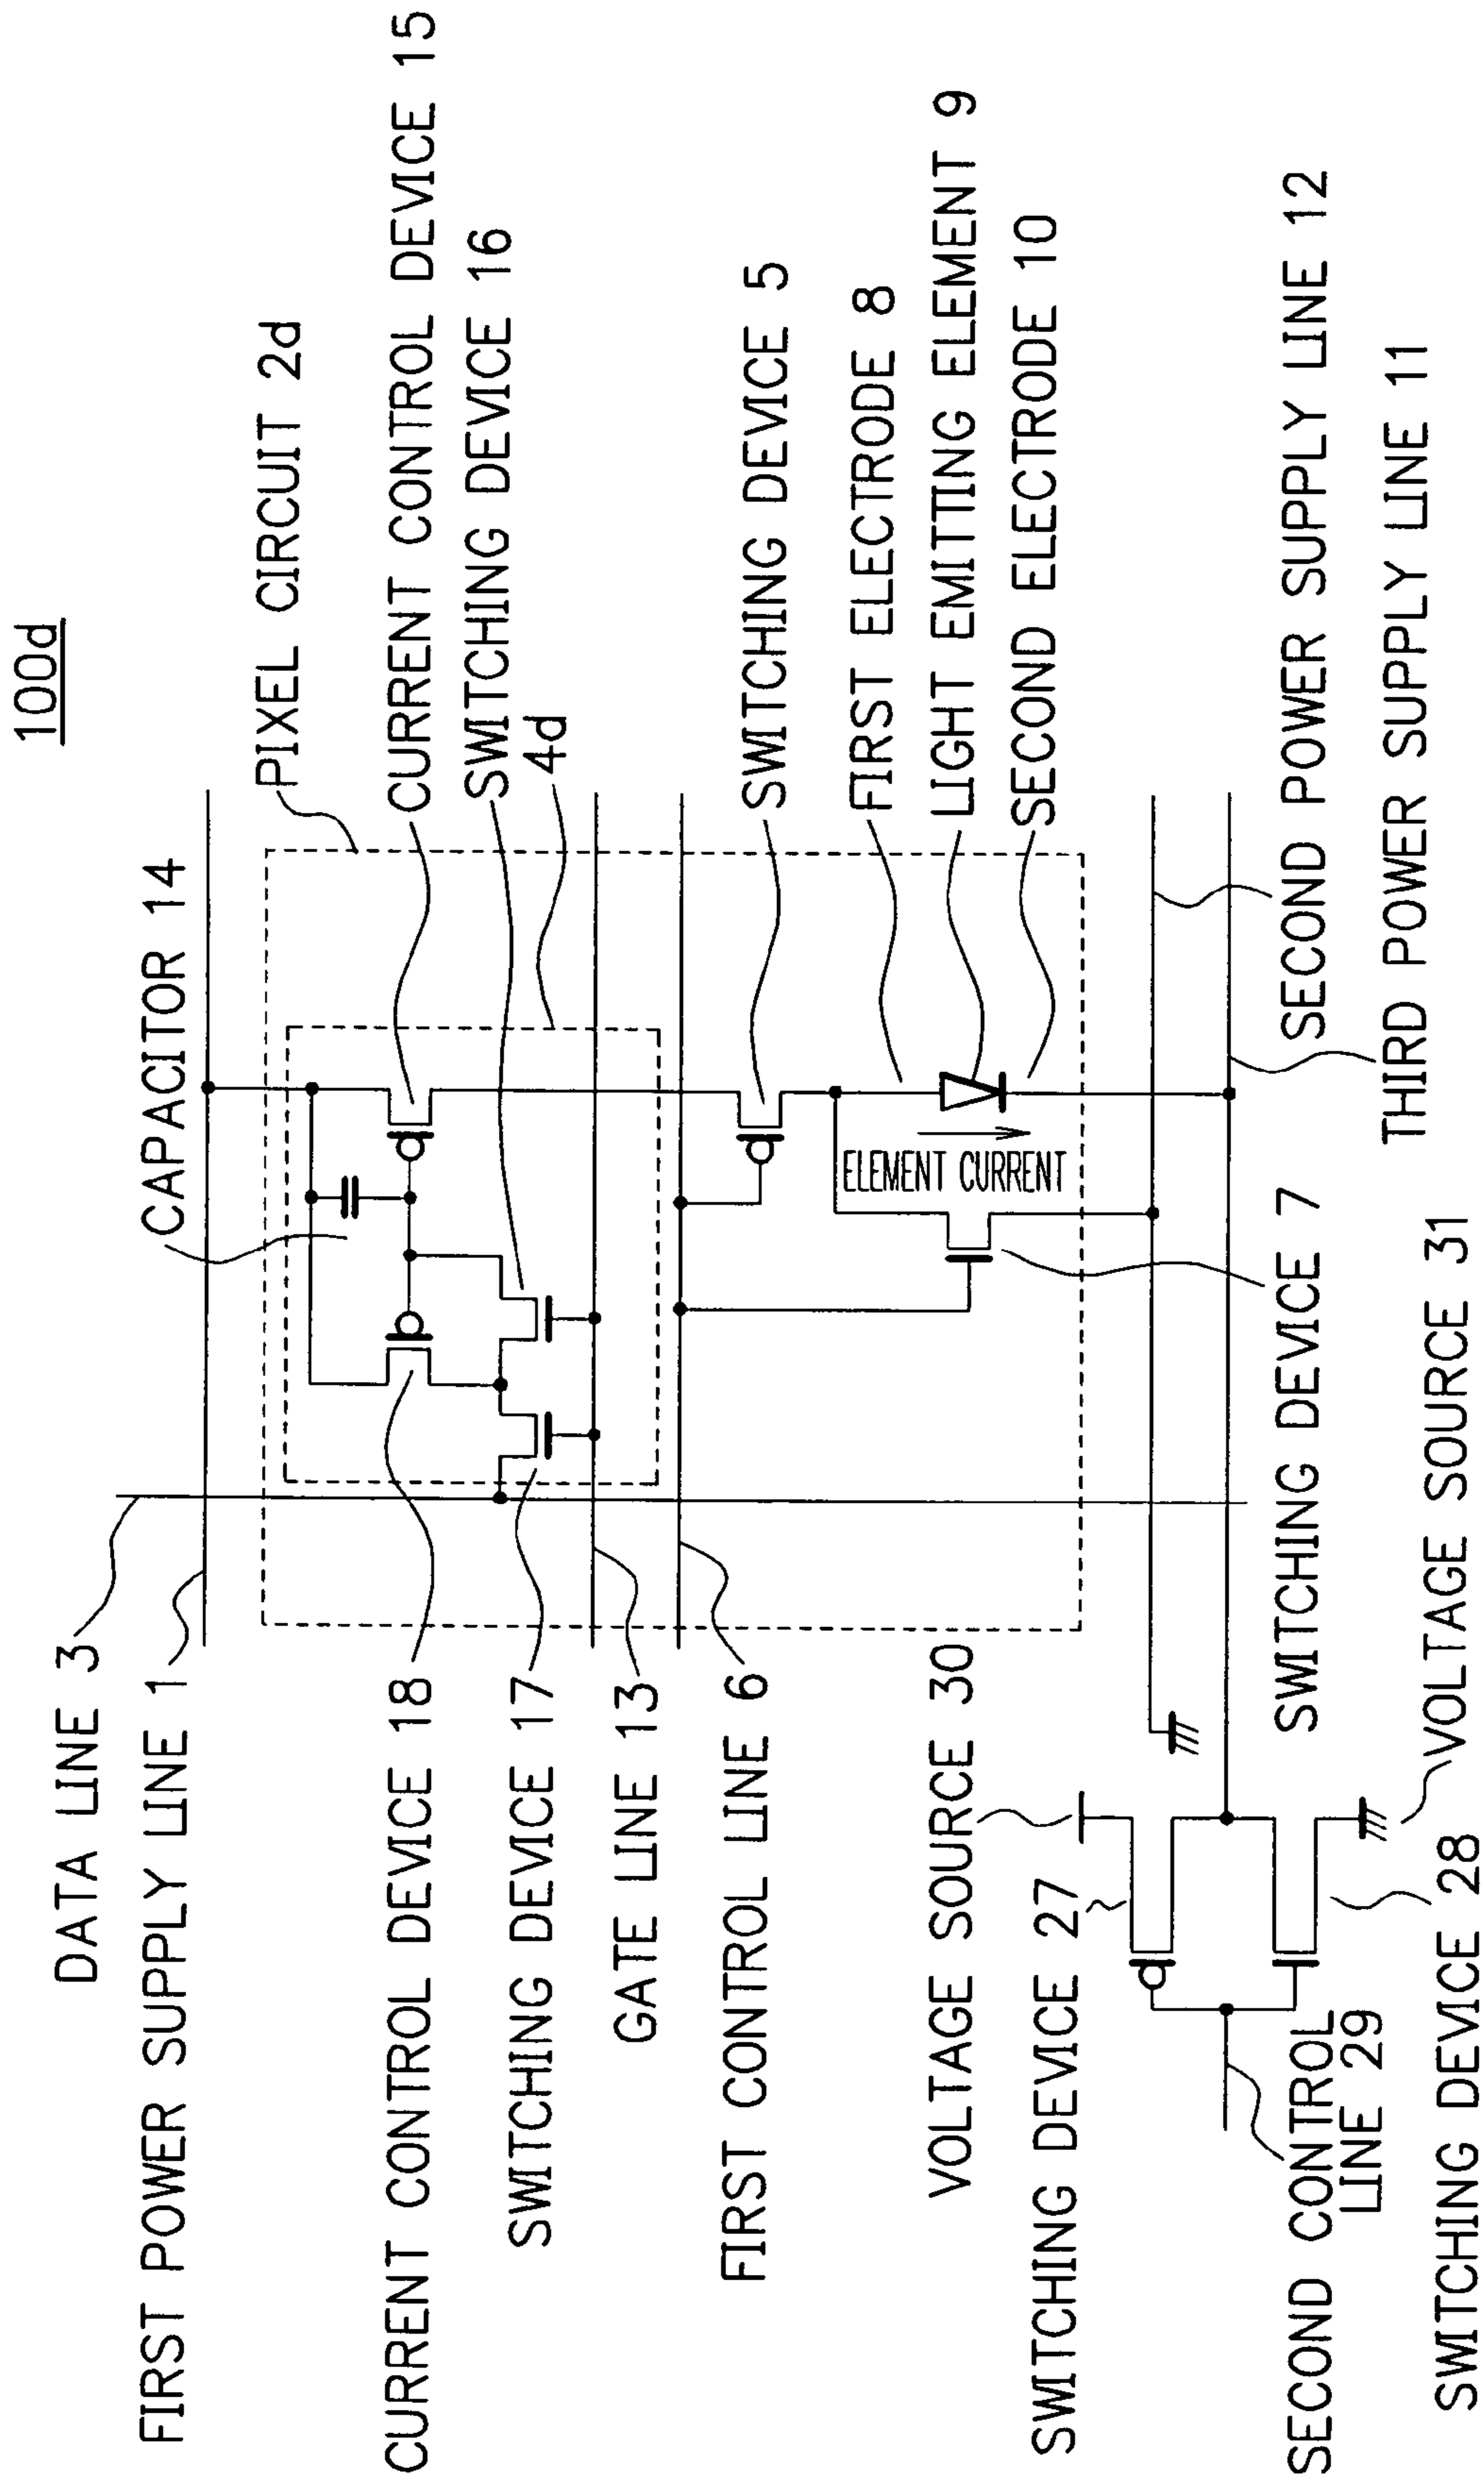 100d
DATA LINE 3
FIRST POWER SUPPLY LINE 1
CAPACITOR 14
PIXEL CIRCUIT 2d
CURRENT CONTROL DEVICE 18
CURRENT CONTROL DEVICE 15
SWITCHING DEVICE 16
SWITCHING DEVICE 17
4d
GATE LINE 13
FIRST CONTROL LINE 6
SWITCHING DEVICE 5
ELEMENT CURRENT
FIRST ELECTRODE 8
LIGHT EMITTING ELEMENT 9
SECOND ELECTRODE 10
VOLTAGE SOURCE 30
SWITCHING DEVICE 27
SECOND CONTROL
LINE 29
SWITCHING DEVICE 7
SECOND POWER SUPPLY LINE 12
THIRD POWER SUPPLY LINE 11
SWITCHING DEVICE 28
VOLTAGE SOURCE 31